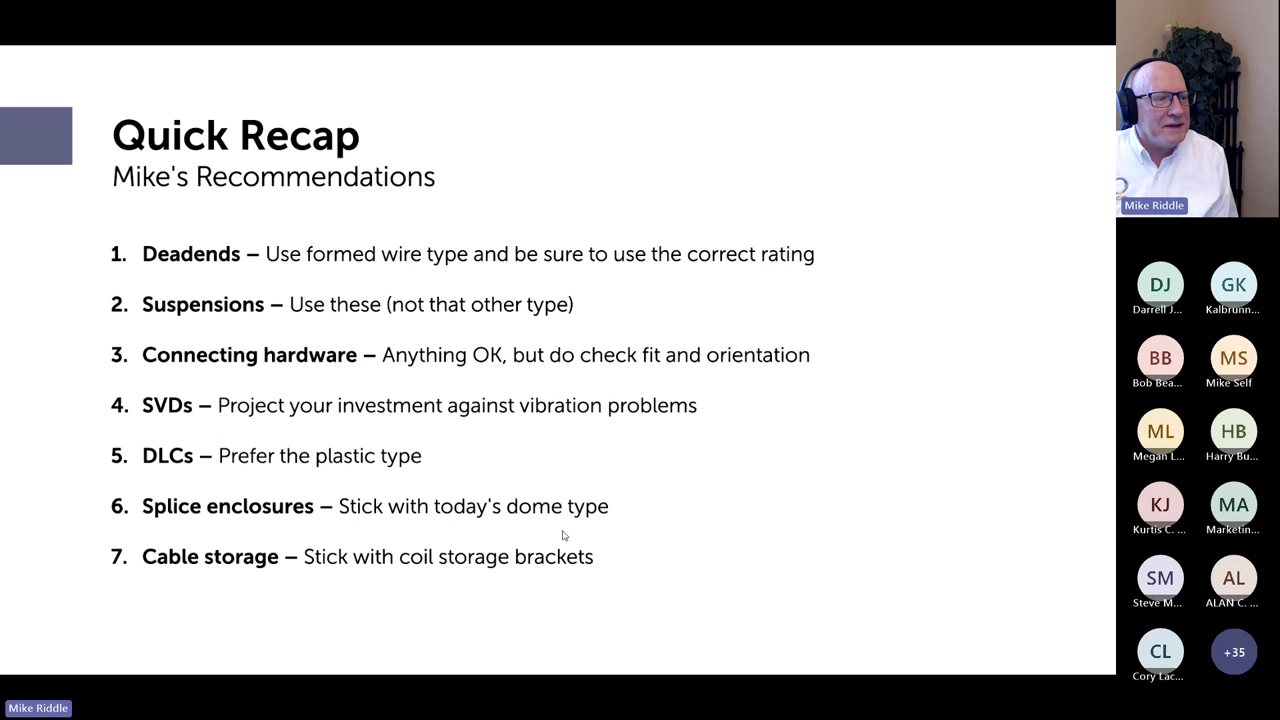 Quick Recap
Mike's Recommendations
1. Deadends – Use formed wire type and be sure to use the correct rating
2. Suspensions – Use these (not that other type)
3. Connecting hardware – Anything OK, but do check fit and orientation
4. SVDs – Project your investment against vibration problems
5. DLCs – Prefer the plastic type
6. Splice enclosures – Stick with today's dome type
7. Cable storage – Stick with coil storage brackets
Mike Riddle
DJ GK
Darrell J... Kalbrunn...
BB MS
Bob Bea... Mike Self
ML HB
Megan L... Harry Bu...
KJ MA
Kurtis C. ... Marketin...
SM AL
Steve M... ALAN C. ...
CL +35
Cory Lac...
Mike Riddle